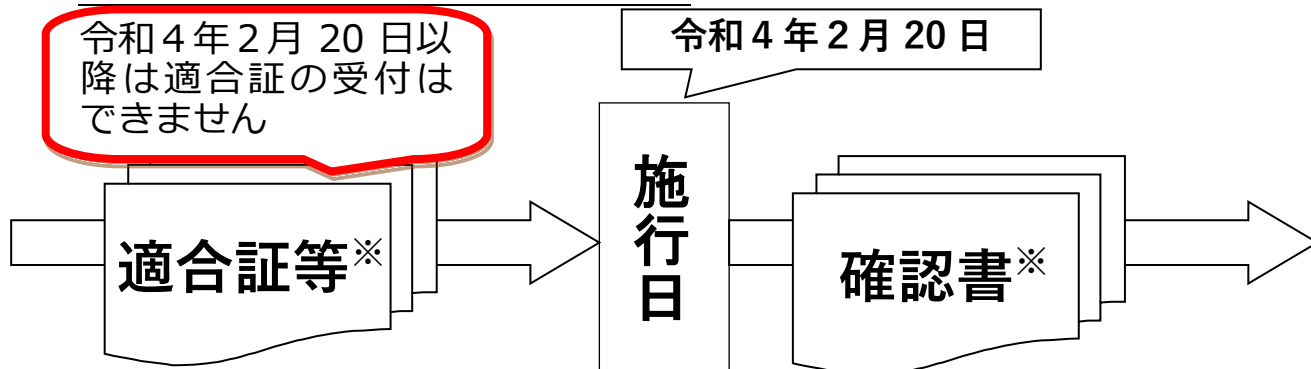 令和４年２月 20 日以
降は適合証の受付は
できません
令和４年２月 20 日
適合証等※
施行日
確認書※